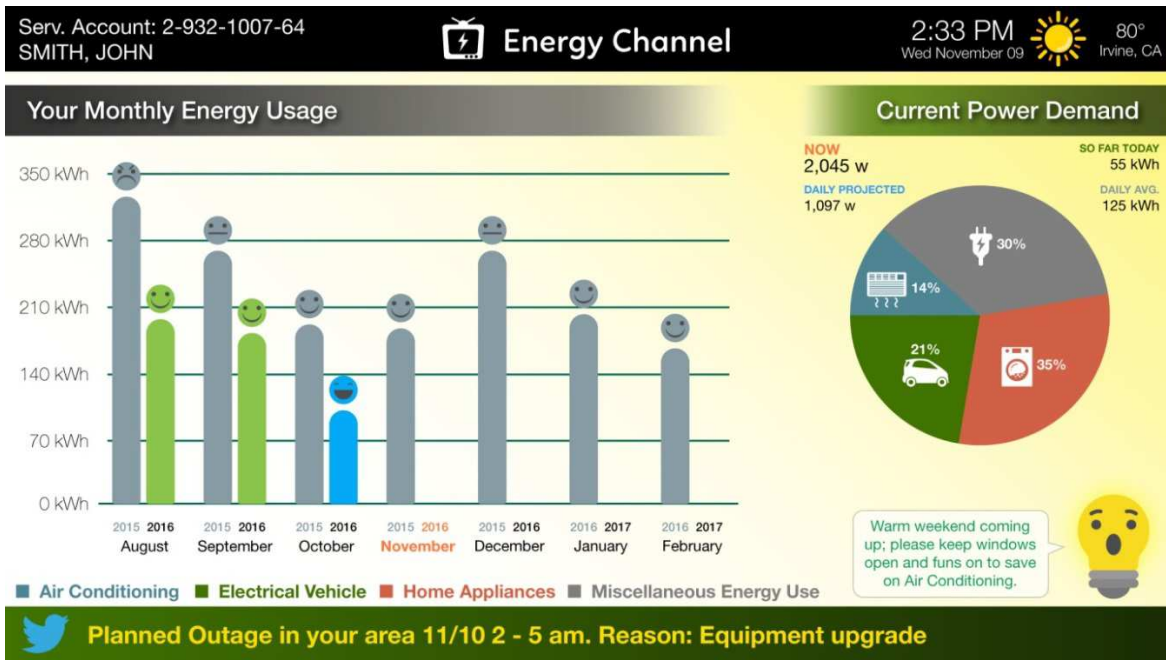 Serv. Account: 2-932-1007-64
SMITH, JOHN
Energy Channel
2:33 PM
Wed November 09
80°
Irvine, CA
Your Monthly Energy Usage
350 kWh
280 kWh
210 kWh
140 kWh
70 kWh
0 kWh
2015 2016
August
2015 2016
September
2015 2016
October
2015 2016
November
2015 2016
December
2016 2017
January
2016 2017
February
Current Power Demand
NOW
2,045 w
SO FAR TODAY
55 kWh
DAILY PROJECTED
1,097 w
DAILY AVG.
125 kWh
30%
14%
21%
35%
Warm weekend coming
up; please keep windows
open and funs on to save
on Air Conditioning.
Air Conditioning Electrical Vehicle Home Appliances Miscellaneous Energy Use
Planned Outage in your area 11/10 2 - 5 am. Reason: Equipment upgrade